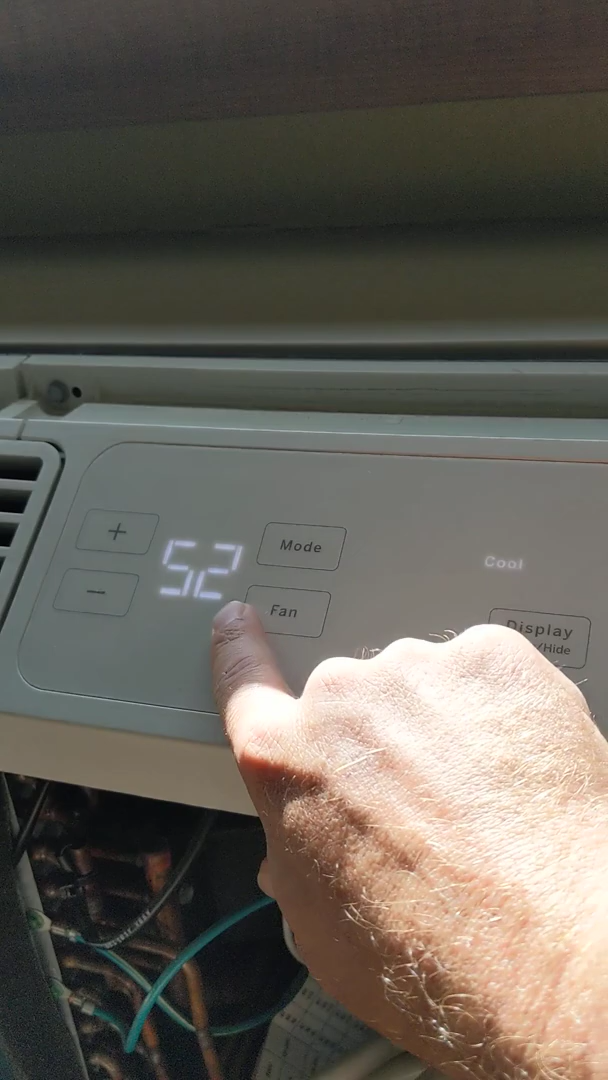 +
52
Mode
Cool
−
Fan
Display
/Hide